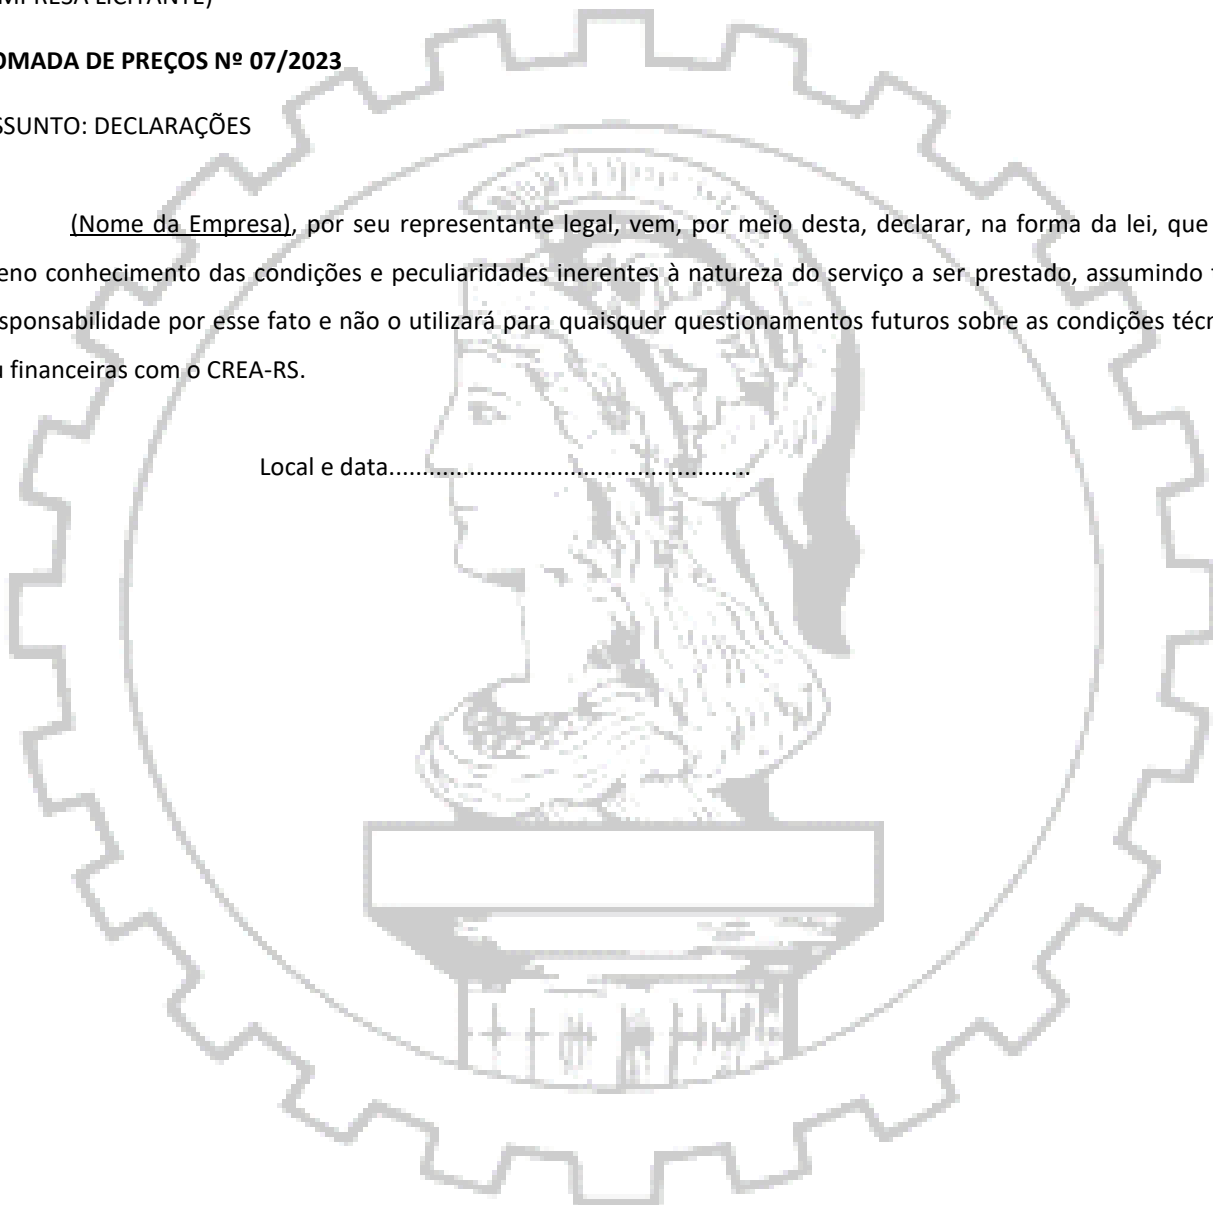 MPRESA LICITANTE)
OMADA DE PREÇOS Nº 07/2023
SSUNTO: DECLARAÇÕES
(Nome da Empresa), por seu representante legal, vem, por meio desta, declarar, na forma da lei, que
eno conhecimento das condições e peculiaridades inerentes à natureza do serviço a ser prestado, assumindo
sponsabilidade por esse fato e não o utilizará para quaisquer questionamentos futuros sobre as condições técn
u financeiras com o CREA-RS.
Local e data......................................................